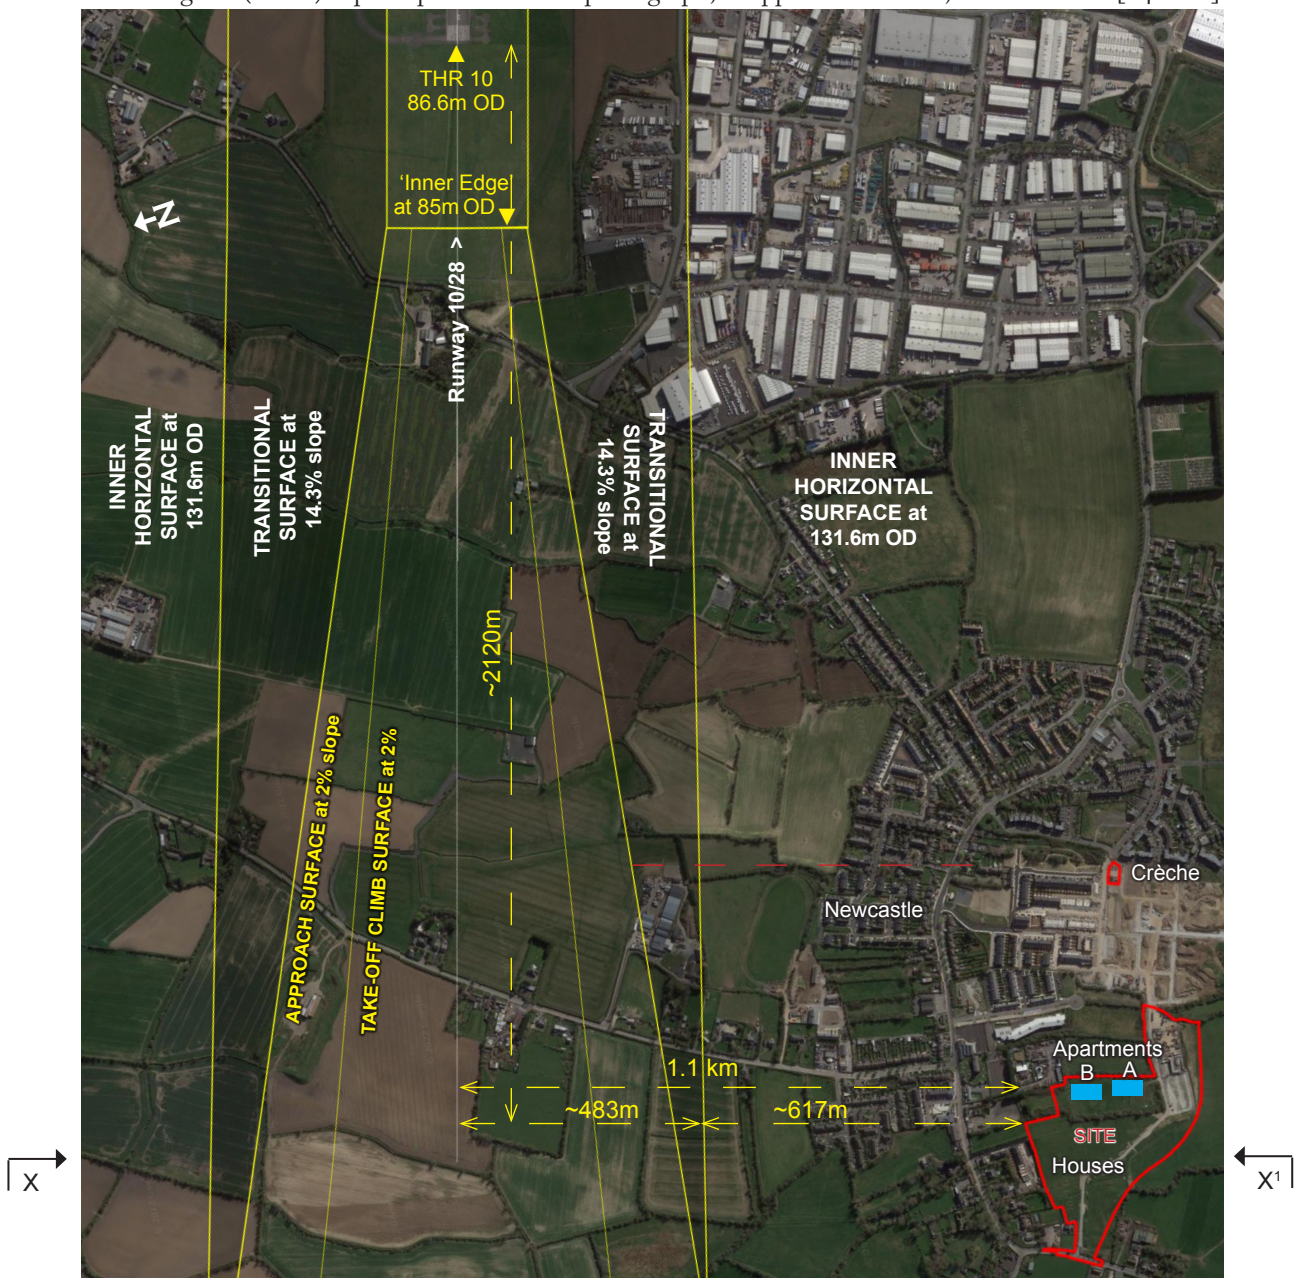 THR 10
86.6m OD
‘Inner Edge’
at 85m OD
N
Runway 10/28 >
INNER
HORIZONTAL
SURFACE at
131.6m OD
TRANSITIONAL
SURFACE at
14.3% slope
TRANSITIONAL
SURFACE at
14.3% slope
INNER
HORIZONTAL
SURFACE at
131.6m OD
~2120m
APPROACH SURFACE at 2% slope
TAKE-OFF CLIMB SURFACE at 2%
Crèche
Newcastle
Apartments
B A
1.1 km
~483m
~617m
SITE
Houses
X
X¹